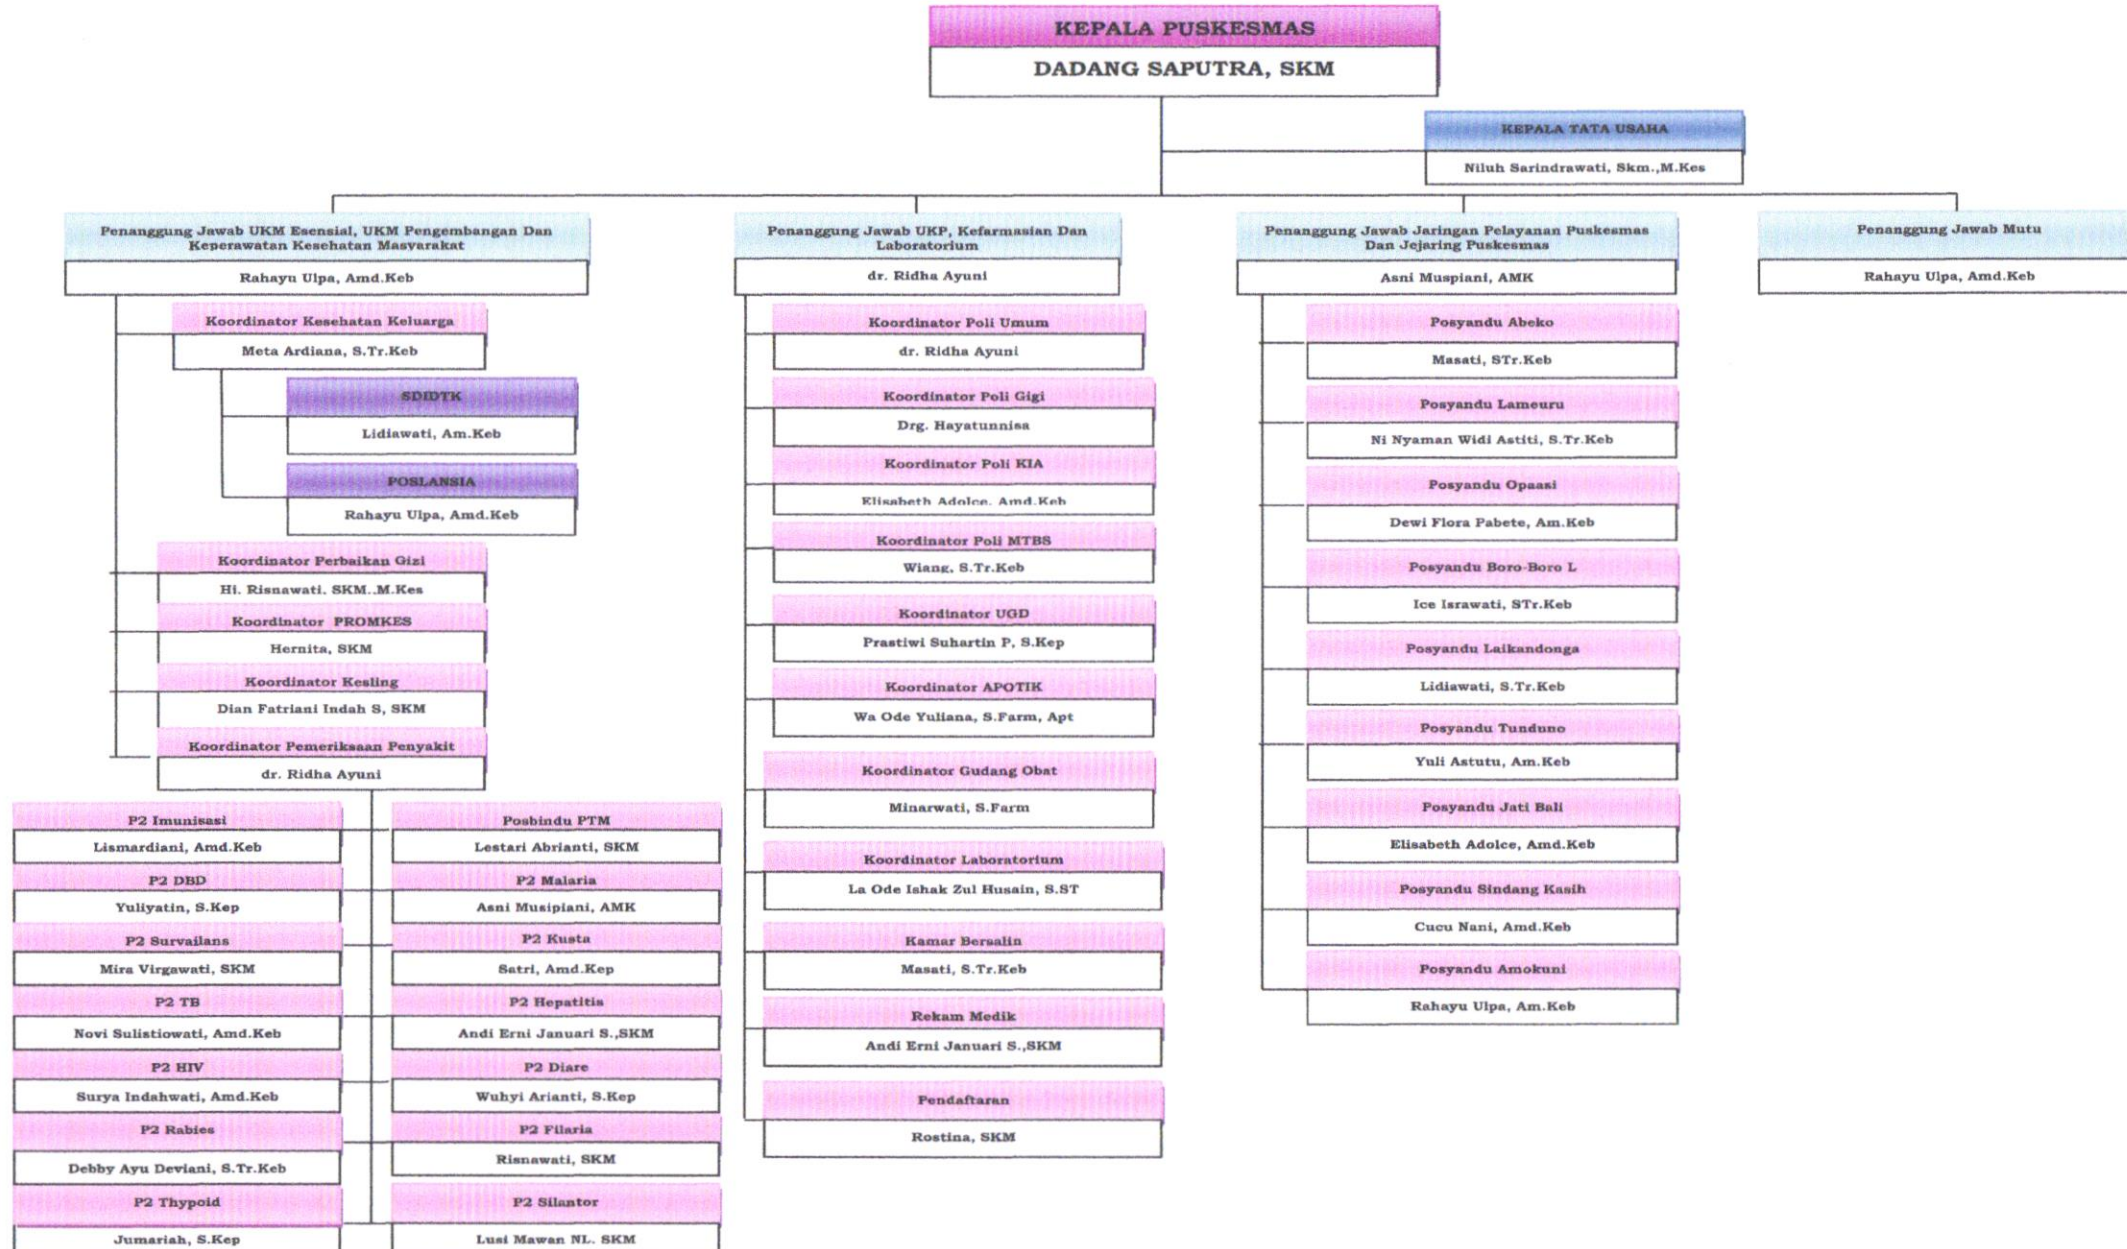 KEPALA PUSKESMAS
DADANG SAPUTRA, SKM
KEPALA TATA USAHA
Niluh Sarindrawati, Skm.,M.Kes
Penanggung Jawab UKM Esensial, UKM Pengembangan Dan
Keperawatan Kesehatan Masyarakat
Rahayu Ulpa, Amd.Keb
Koordinator Kesehatan Keluarga
Meta Ardiana, S.Tr.Keb
SDIDTK
Lidiawati, Am.Keb
POSLANSIA
Rahayu Ulpa, Amd.Keb
Koordinator Perbaikan Gizi
Hi. Risnawati. SKM..M.Kes
Koordinator PROMKES
Hernita, SKM
Koordinator Kesling
Dian Fatriani Indah S, SKM
Koordinator Pemeriksaan Penyakit
dr. Ridha Ayuni
P2 Imunisasi
Lismardiani, Amd.Keb
P2 DBD
Yuliyatin, S.Kep
P2 Survailans
Mira Virgawati, SKM
P2 TB
Novi Sulistiowati, Amd.Keb
P2 HIV
Surya Indahwati, Amd.Keb
P2 Rabies
Debby Ayu Deviani, S.Tr.Keb
P2 Thypoid
Jumariah, S.Kep
Posbindu PTM
Lestari Abrianti, SKM
P2 Malaria
Asni Musipiani, AMK
P2 Kusta
Satri, Amd.Kep
P2 Hepatitis
Andi Erni Januari S.,SKM
P2 Diare
Wuhyi Arianti, S.Kep
P2 Filaria
Risnawati, SKM
P2 Silantor
Lusi Mawan NL. SKM
Penanggung Jawab UKP, Kefarmasian Dan
Laboratorium
dr. Ridha Ayuni
Koordinator Poli Umum
dr. Ridha Ayuni
Koordinator Poli Gigi
Drg. Hayatunnisa
Koordinator Poli KIA
Elisabeth Adolce, Amd.Keb
Koordinator Poli MTBS
Wiang, S.Tr.Keb
Koordinator UGD
Prastiwi Suhartin P, S.Kep
Koordinator APOTIK
Wa Ode Yuliana, S.Farm, Apt
Koordinator Gudang Obat
Minarwati, S.Farm
Koordinator Laboratorium
La Ode Ishak Zul Husain, S.ST
Kamar Bersalin
Masati, S.Tr.Keb
Rekam Medik
Andi Erni Januari S.,SKM
Pendaftaran
Rostina, SKM
Penanggung Jawab Jaringan Pelayanan Puskesmas
Dan Jejaring Puskesmas
Asni Muspiani, AMK
Posyandu Abeko
Masati, STr.Keb
Posyandu Lameuru
Ni Nyaman Widi Astiti, S.Tr.Keb
Posyandu Opaasi
Dewi Flora Pabete, Am.Keb
Posyandu Boro-Boro L
Ice Israwati, STr.Keb
Posyandu Laikandonga
Lidiawati, S.Tr.Keb
Posyandu Tunduno
Yuli Astutu, Am.Keb
Posyandu Jati Bali
Elisabeth Adolce, Amd.Keb
Posyandu Sindang Kasih
Cucu Nani, Amd.Keb
Posyandu Amokuni
Rahayu Ulpa, Am.Keb
Penanggung Jawab Mutu
Rahayu Ulpa, Amd.Keb